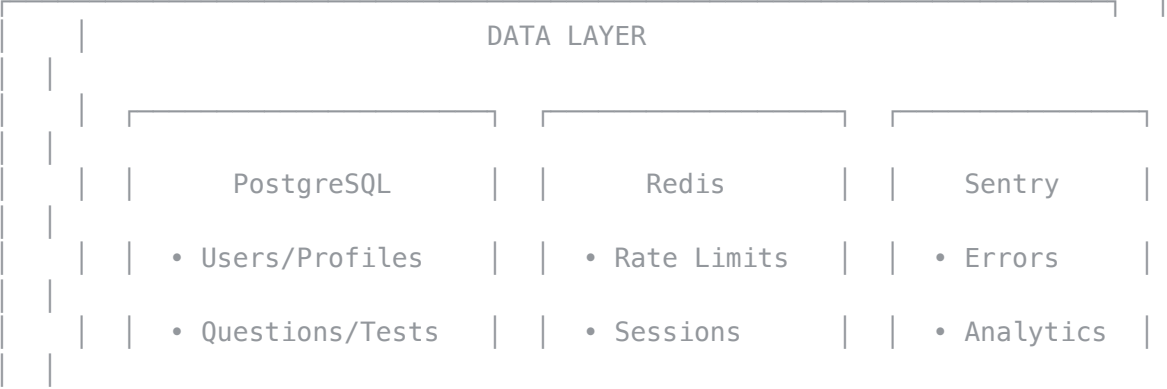 DATA LAYER
PostgreSQL Redis Sentry
• Users/Profiles • Rate Limits • Errors
• Questions/Tests • Sessions • Analytics